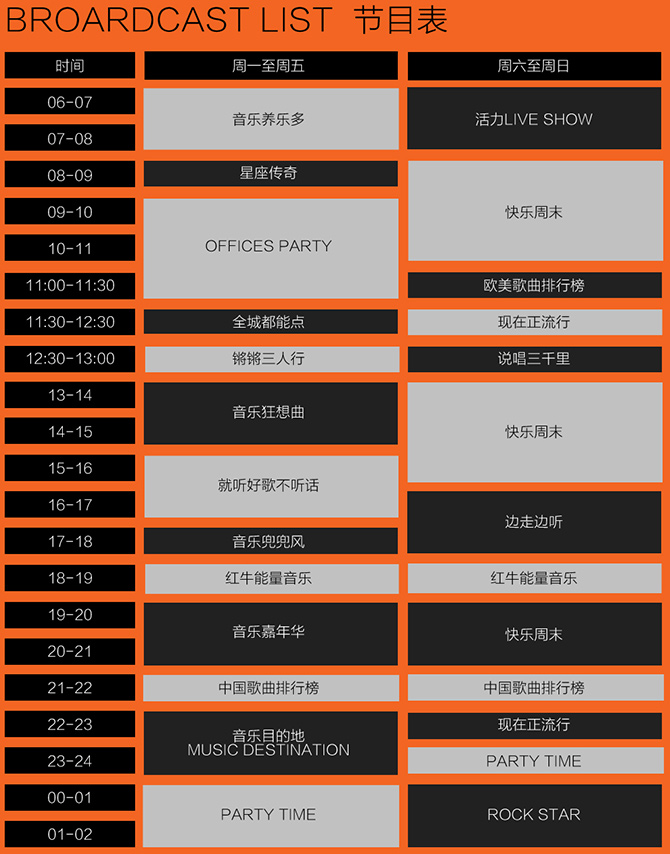 BROARDCAST LIST 节目表
时间 周一至周五 周六至周日
06-07
音乐养乐多 活力LIVE SHOW
07-08
08-09 星座传奇
09-10 快乐周末
10-11 OFFICES PARTY
11:00-11:30 欧美歌曲排行榜
11:30-12:30 全城都能点 现在正流行
12:30-13:00 锵锵三人行 说唱三千里
13-14
音乐狂想曲
14-15 快乐周末
15-16
就听好歌不听话
16-17
边走边听
17-18 音乐兜兜风
18-19 红牛能量音乐 红牛能量音乐
19-20
音乐嘉年华 快乐周末
20-21
21-22 中国歌曲排行榜 中国歌曲排行榜
22-23 现在正流行
音乐目的地
MUSIC DESTINATION
23-24 PARTY TIME
00-01
PARTY TIME ROCK STAR
01-02